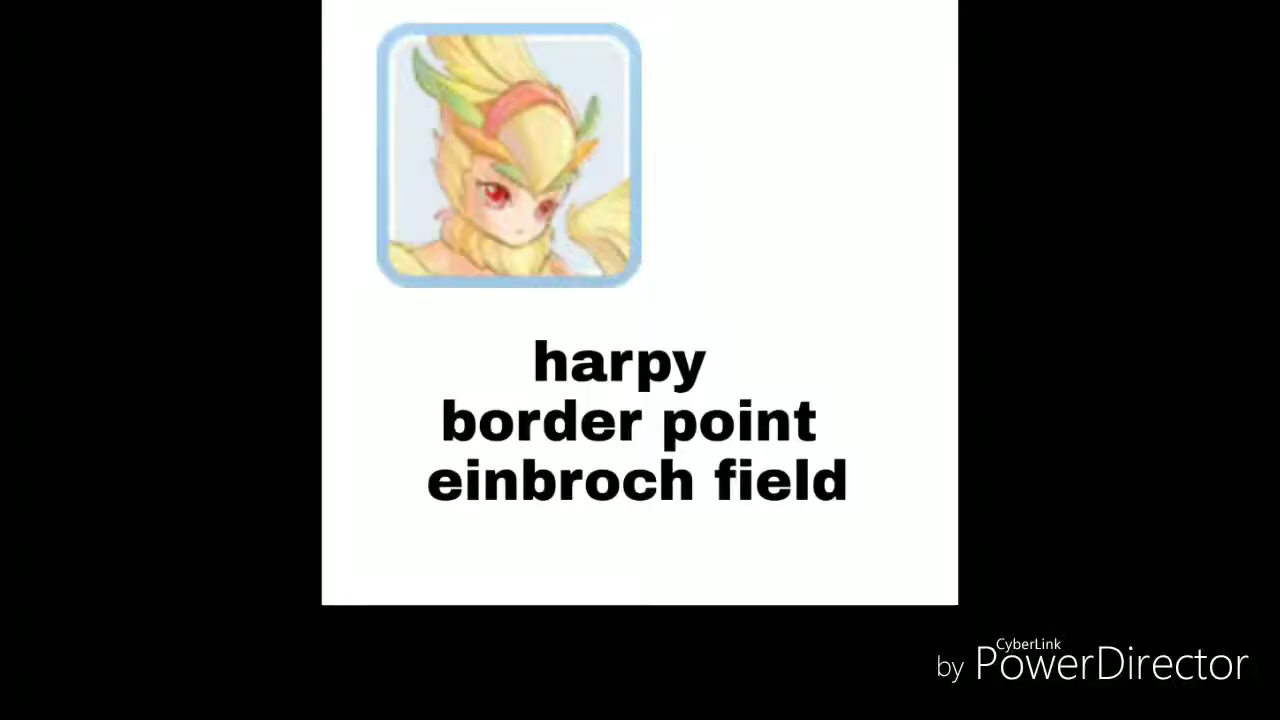 harpy
border point
einbroch field
CyberLink
by PowerDirector